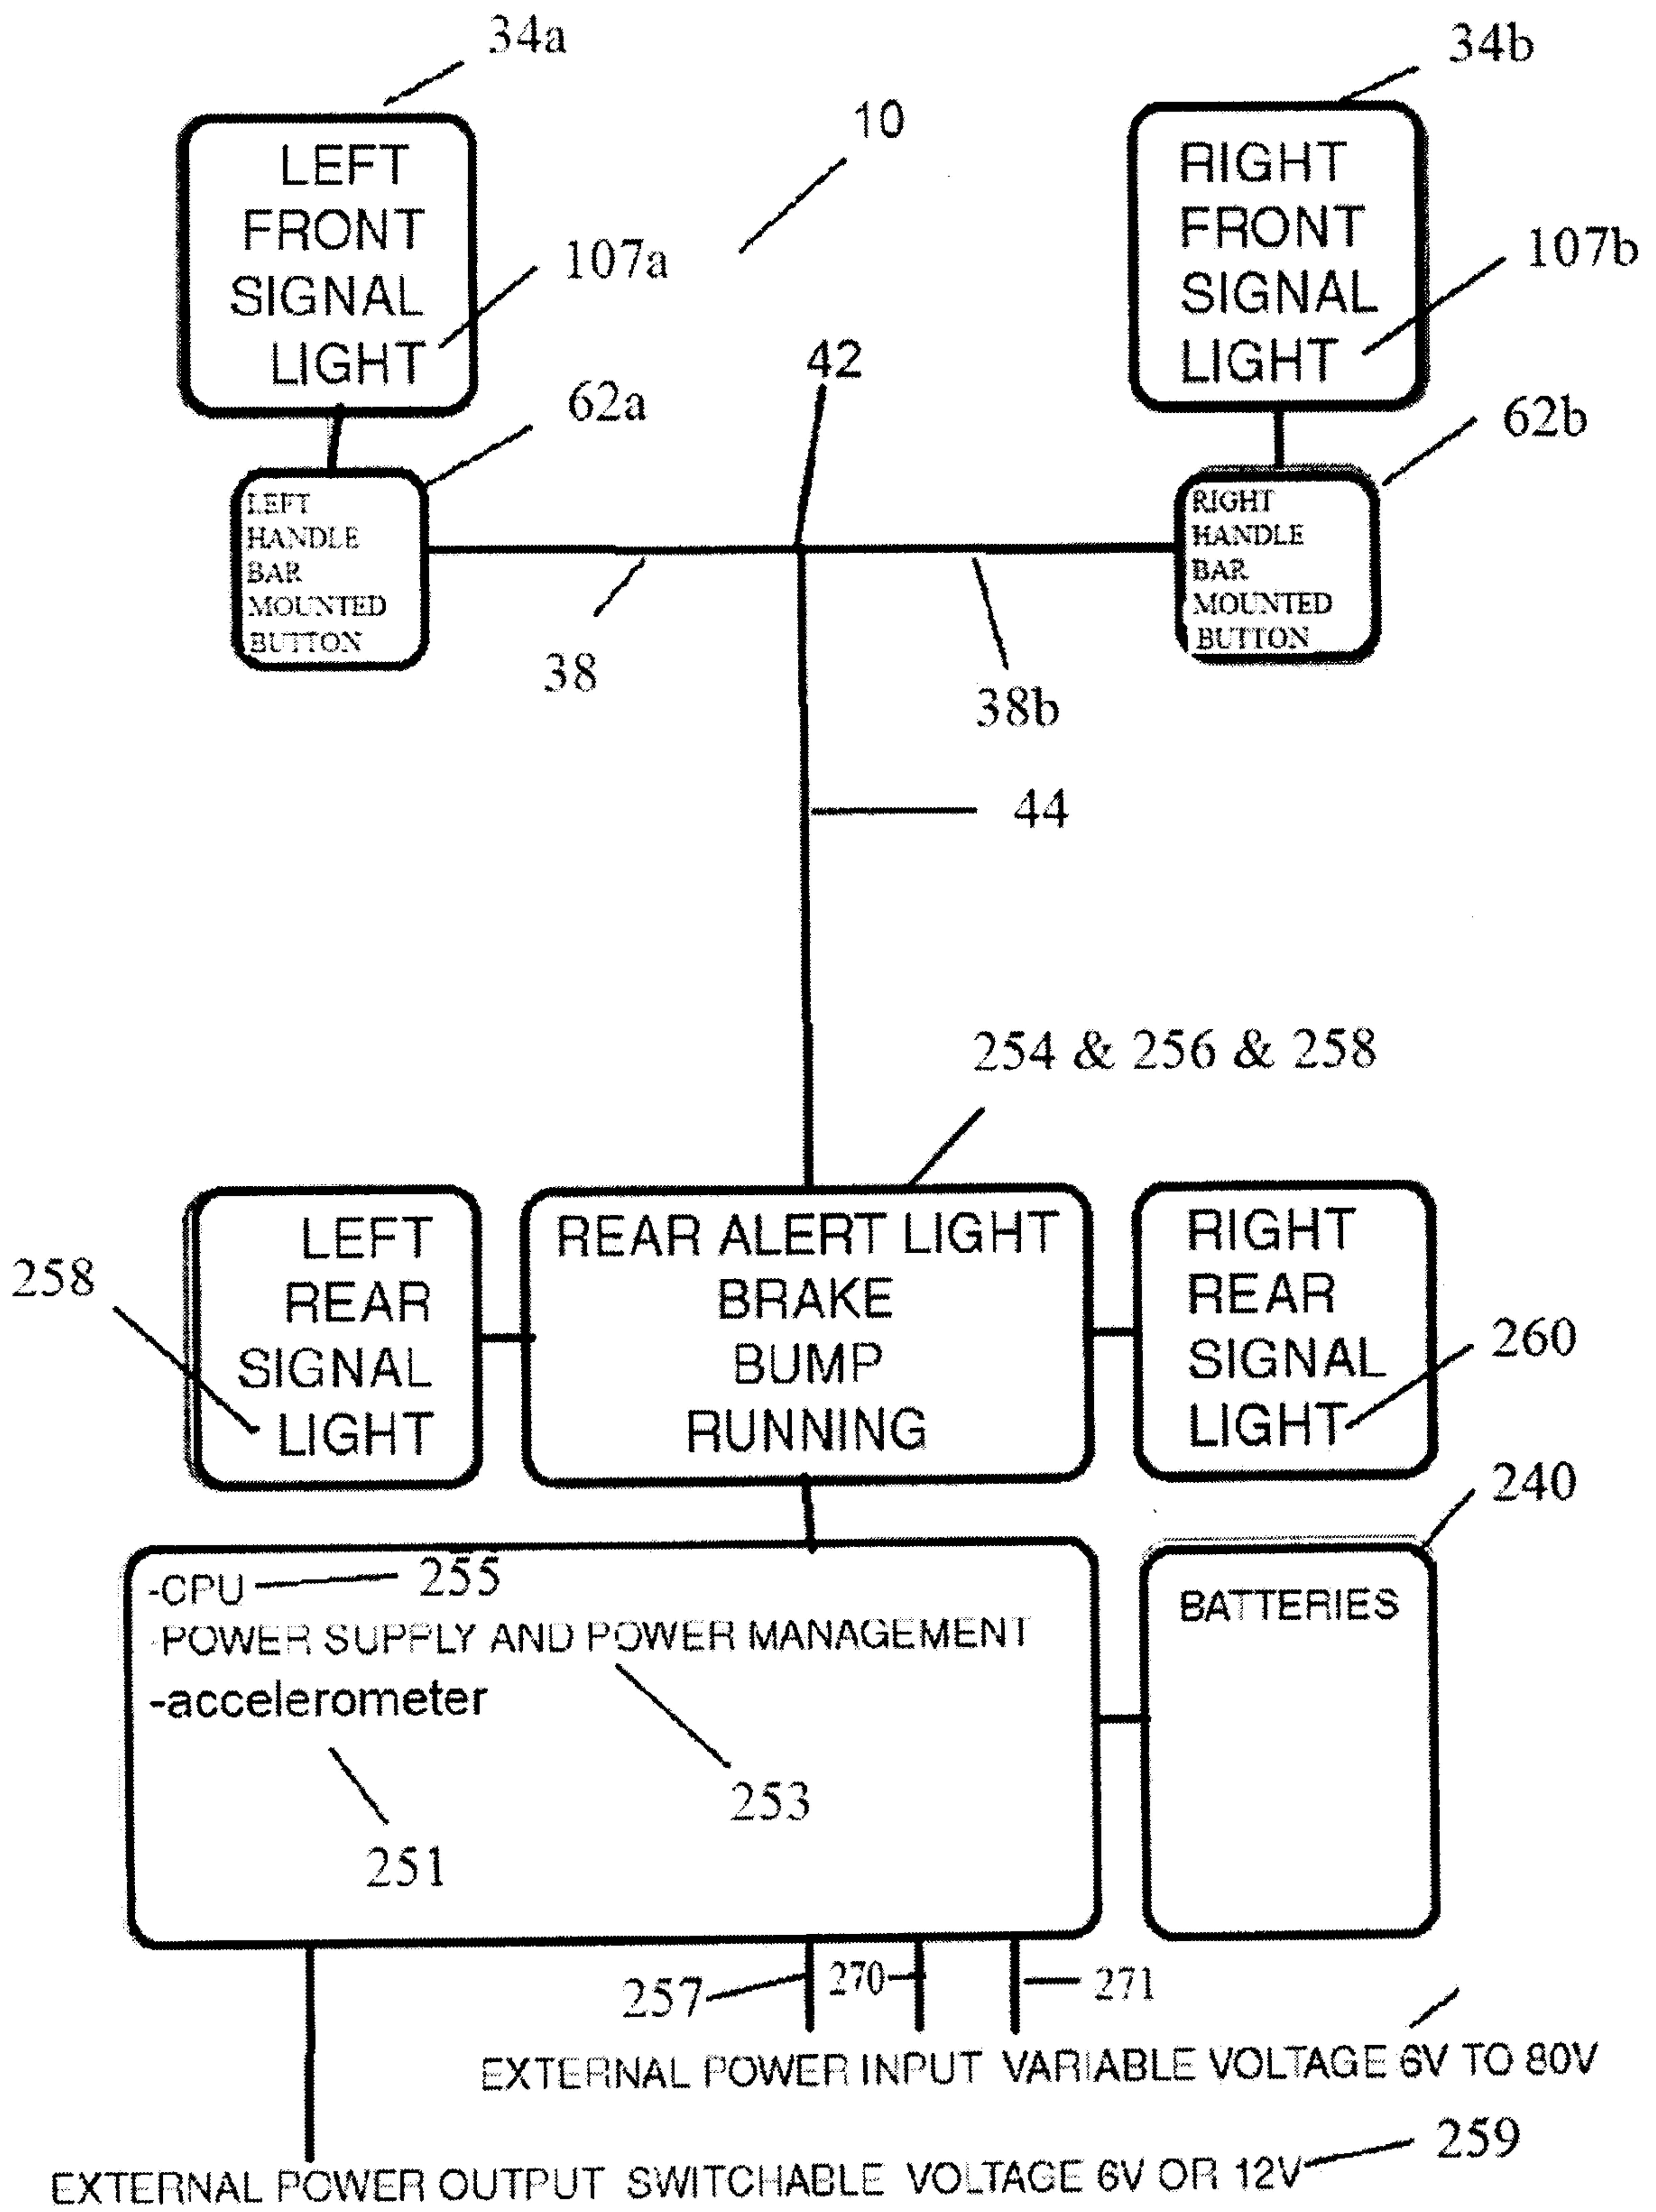 34a
34b
10
LEFT
FRONT
SIGNAL
LIGHT
RIGHT
FRONT
SIGNAL
LIGHT
107a
107b
42
62a
62b
LEFT
HANDLE
BAR
MOUNTED
BUTTON
RIGHT
HANDLE
BAR
MOUNTED
BUTTON
38
38b
44
254 & 256 & 258
LEFT
REAR
SIGNAL
LIGHT
REAR ALERT LIGHT
BRAKE
BUMP
RUNNING
RIGHT
REAR
SIGNAL
LIGHT
258
260
240
-CPU
255
-POWER SUPPLY AND POWER MANAGEMENT
-accelerometer
BATTERIES
253
251
257
270
271
EXTERNAL POWER INPUT VARIABLE VOLTAGE 6V TO 80V
259
EXTERNAL POWER OUTPUT SWITCHABLE VOLTAGE 6V OR 12V